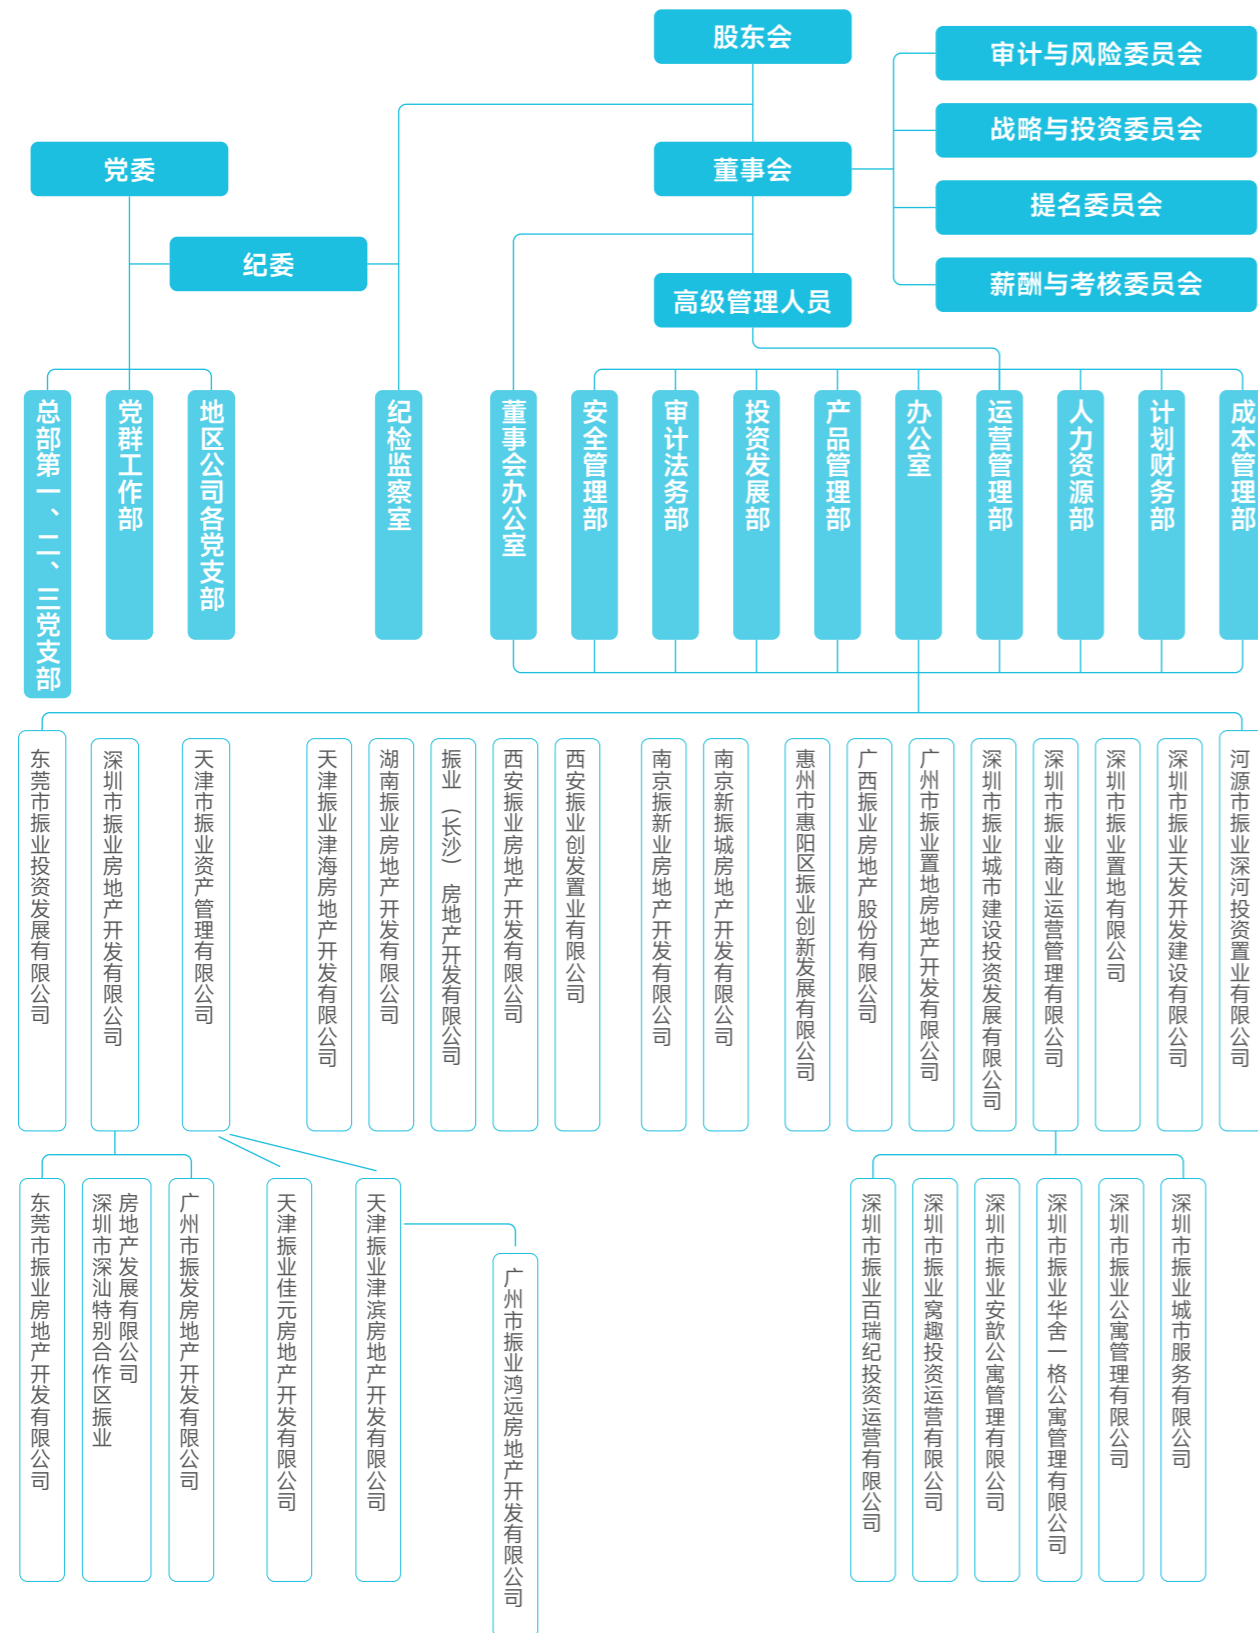 股东会
审计与风险委员会
战略与投资委员会
党委
董事会
提名委员会
纪委
高级管理人员
薪酬与考核委员会
总部第一、二、三党支部
党群工作部
地区公司各党支部
纪检监察室
董事会办公室
安全管理部
审计法务部
投资发展部
产品管理部
办公室
运营管理部
人力资源部
计划财务部
成本管理部
东莞市振业投资发展有限公司
深圳市振业房地产开发有限公司
天津市振业资产管理有限公司
天津振业津海房地产开发有限公司
湖南振业房地产开发有限公司
振业（长沙）房地产开发有限公司
西安振业房地产开发有限公司
西安振业创发置业有限公司
南京振新业房地产开发有限公司
南京新振城房地产开发有限公司
惠州市惠阳区振业创新发展有限公司
广西振业房地产股份有限公司
广州市振业置地房地产开发有限公司
深圳市振业城市建设投资发展有限公司
深圳市振业商业运营管理有限公司
深圳市振业置地有限公司
深圳市振业天发开发建设有限公司
河源市振业深河投资置业有限公司
东莞市振业房地产开发有限公司
深圳市深汕特别合作区振业
房地产发展有限公司
广州市振发房地产开发有限公司
天津振业佳元房地产开发有限公司
天津振业津滨房地产开发有限公司
广州市振业鸿远房地产开发有限公司
深圳市振业百瑞纪投资运营有限公司
深圳市振业窝趣投资运营有限公司
深圳市振业安歆公寓管理有限公司
深圳市振业华舍一格公寓管理有限公司
深圳市振业公寓管理有限公司
深圳市振业城市服务有限公司